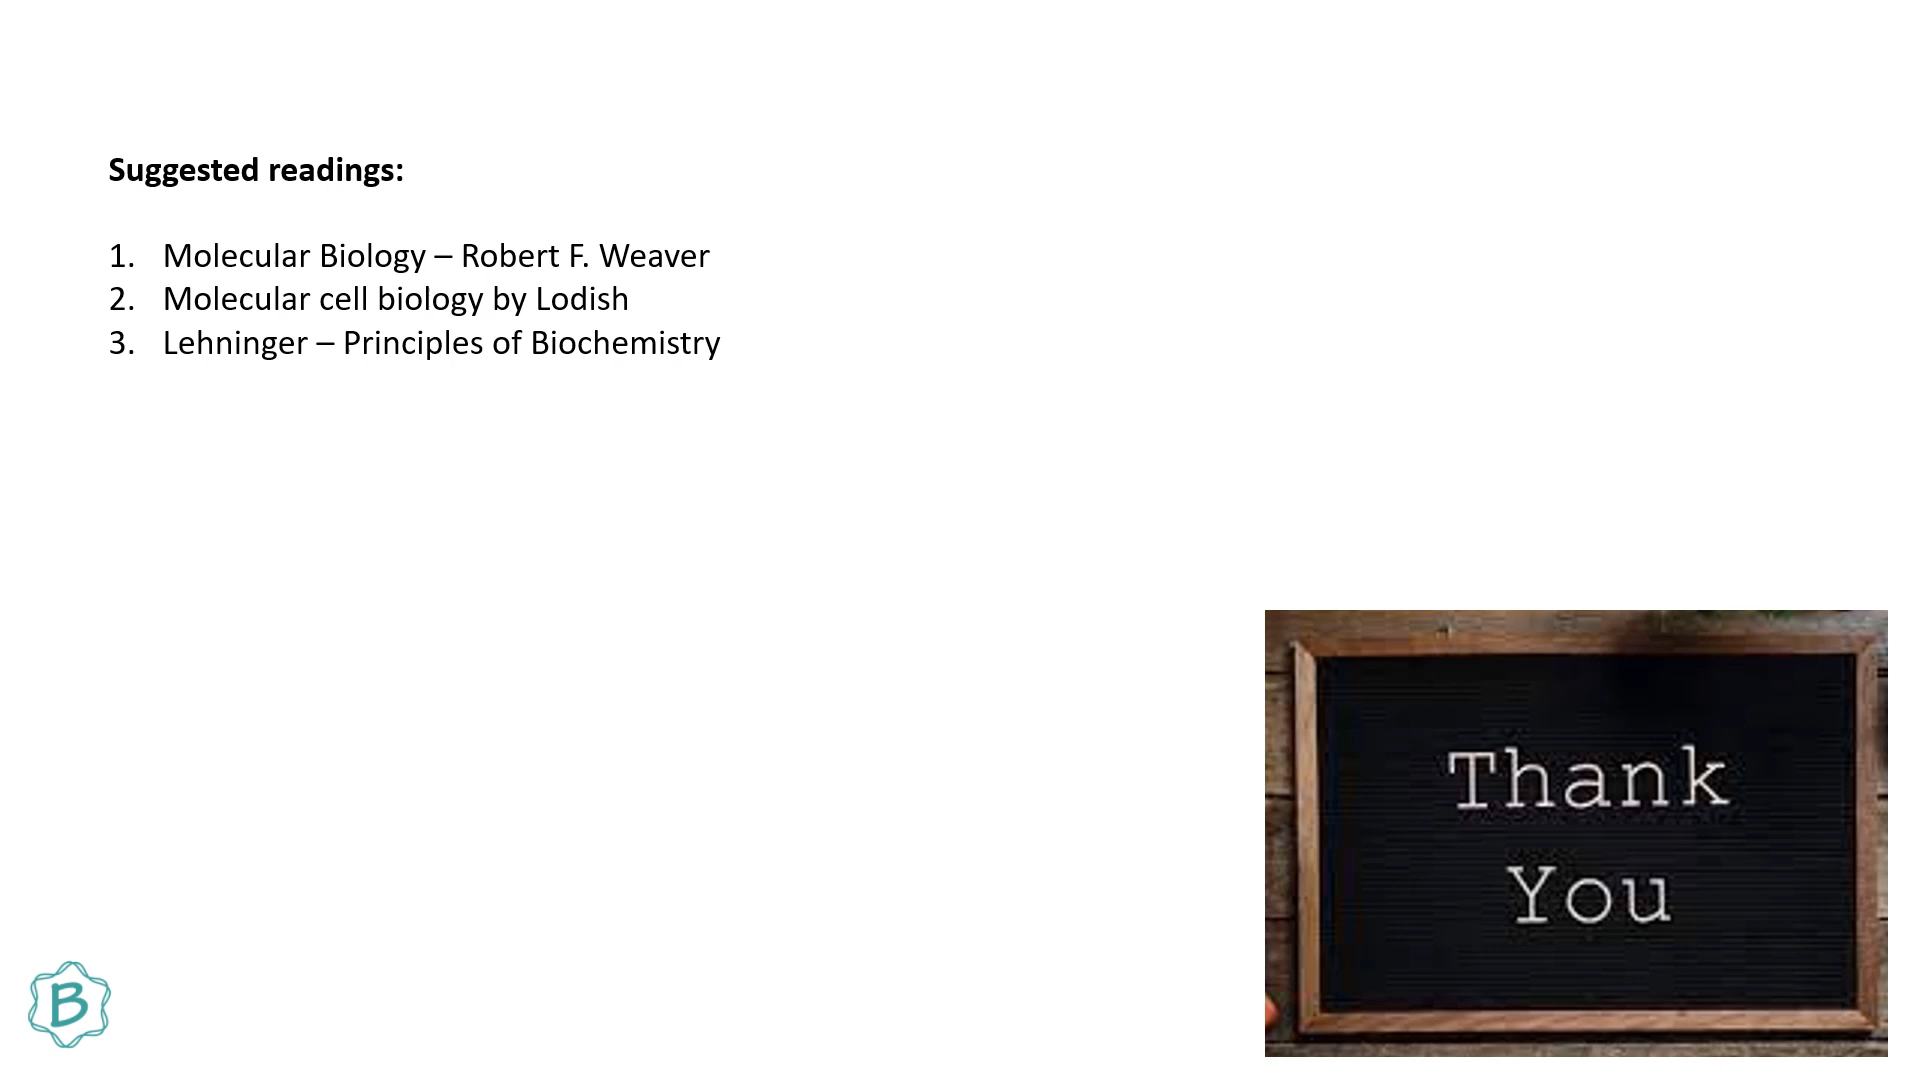 Suggested readings:
1. Molecular Biology – Robert F. Weaver
2. Molecular cell biology by Lodish
3. Lehninger – Principles of Biochemistry
Thank
You
B